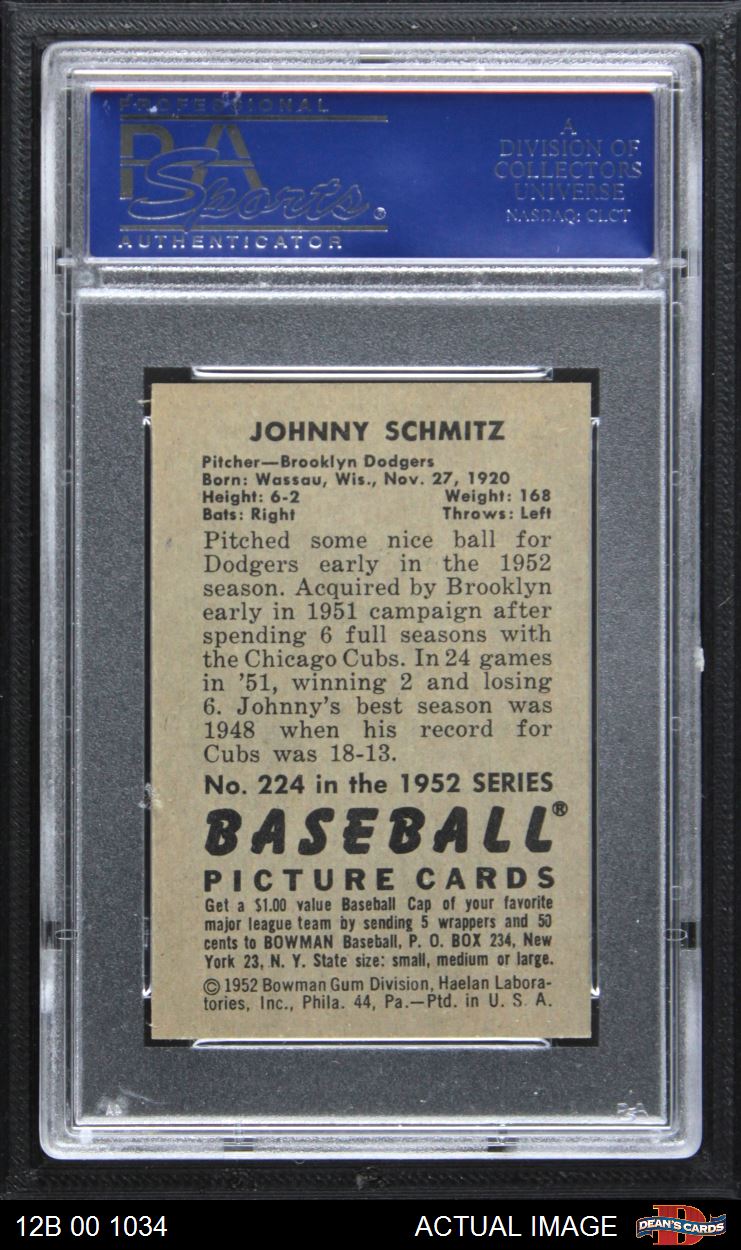 PROFESSIONAL
PSA
Sports®
AUTHENTICATOR
A
DIVISION OF
COLLECTORS
UNIVERSE
NASDAQ: CLCT
JOHNNY SCHMITZ
Pitcher—Brooklyn Dodgers
Born: Wassau, Wis., Nov. 27, 1920
Height: 6-2 Weight: 168
Bats: Right Throws: Left
Pitched some nice ball for
Dodgers early in the 1952
season. Acquired by Brooklyn
early in 1951 campaign after
spending 6 full seasons with
the Chicago Cubs. In 24 games
in '51, winning 2 and losing
6. Johnny's best season was
1948 when his record for
Cubs was 18-13.
No. 224 in the 1952 SERIES
BASEBALL®
PICTURE CARDS
Get a $1.00 value Baseball Cap of your favorite
major league team by sending 5 wrappers and 50
cents to BOWMAN Baseball, P. O. BOX 234, New
York 23, N. Y. State size: small, medium or large.
© 1952 Bowman Gum Division, Haelan Labora-
tories, Inc., Phila. 44, Pa.—Ptd. in U. S. A.
PSA
12B 00 1034 ACTUAL IMAGE DEAN'S CARDS